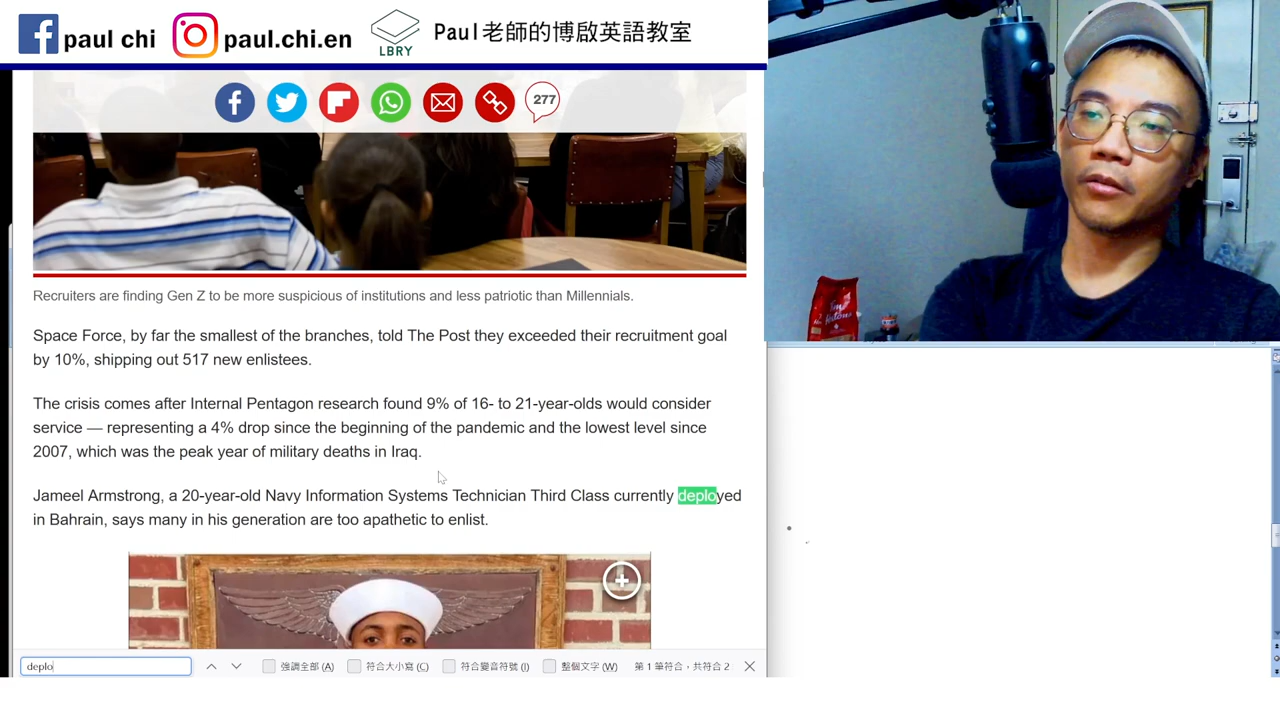 paul chi
paul.chi.en
LBRY
Paul老師的博啟英語教室
277
Recruiters are finding Gen Z to be more suspicious of institutions and less patriotic than Millennials.
Space Force, by far the smallest of the branches, told The Post they exceeded their recruitment goal
by 10%, shipping out 517 new enlistees.
The crisis comes after Internal Pentagon research found 9% of 16- to 21-year-olds would consider
service — representing a 4% drop since the beginning of the pandemic and the lowest level since
2007, which was the peak year of military deaths in Iraq.
Jameel Armstrong, a 20-year-old Navy Information Systems Technician Third Class currently deployed
in Bahrain, says many in his generation are too apathetic to enlist.
deplo
強調全部 (A)
符合大小寫 (C)
符合變音符號 (I)
整個文字 (W)
第 1 筆符合，共符合 2
Tim Hortons